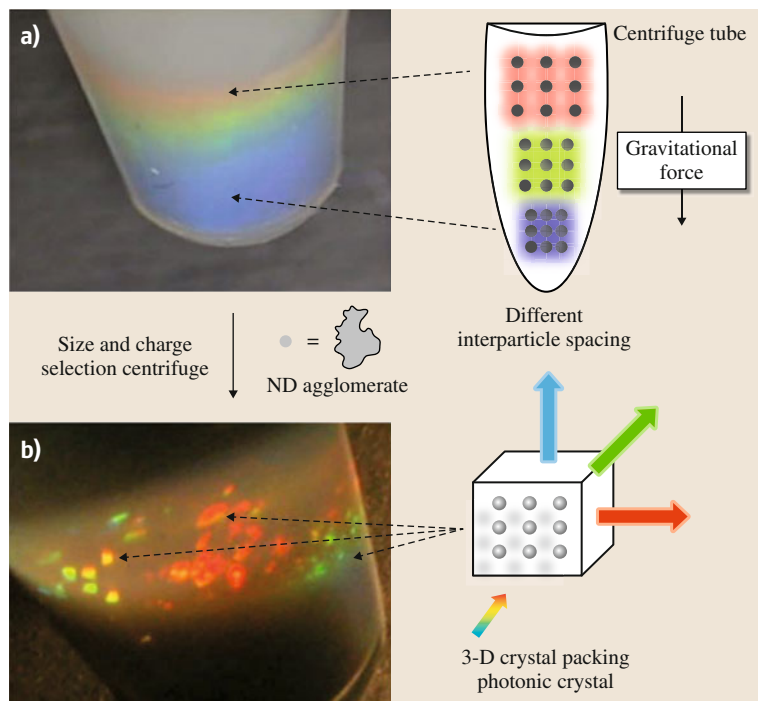 a)
Centrifuge tube
Gravitational
force
Different
interparticle spacing
Size and charge
selection centrifuge
=
ND agglomerate
b)
3-D crystal packing
photonic crystal